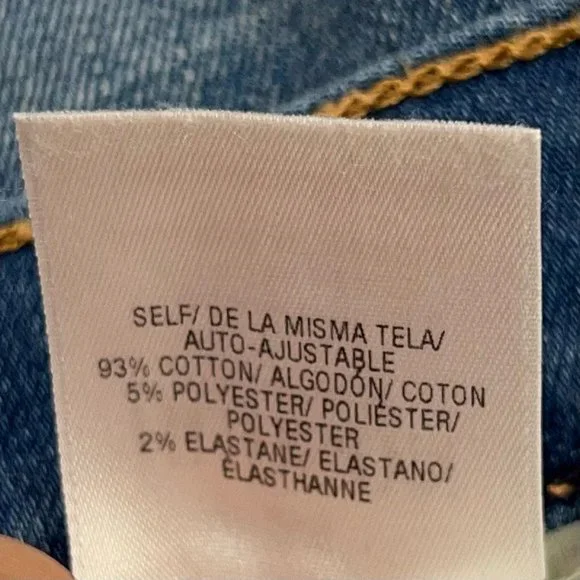 SELF/ DE LA MISMA TELA/
AUTO-AJUSTABLE
93% COTTON/ ALGODÓN/ COTON
5% POLYESTER/ POLIÉSTER/
POLYESTER
2% ELASTANE/ ELASTANO/
ÉLASTHANNE